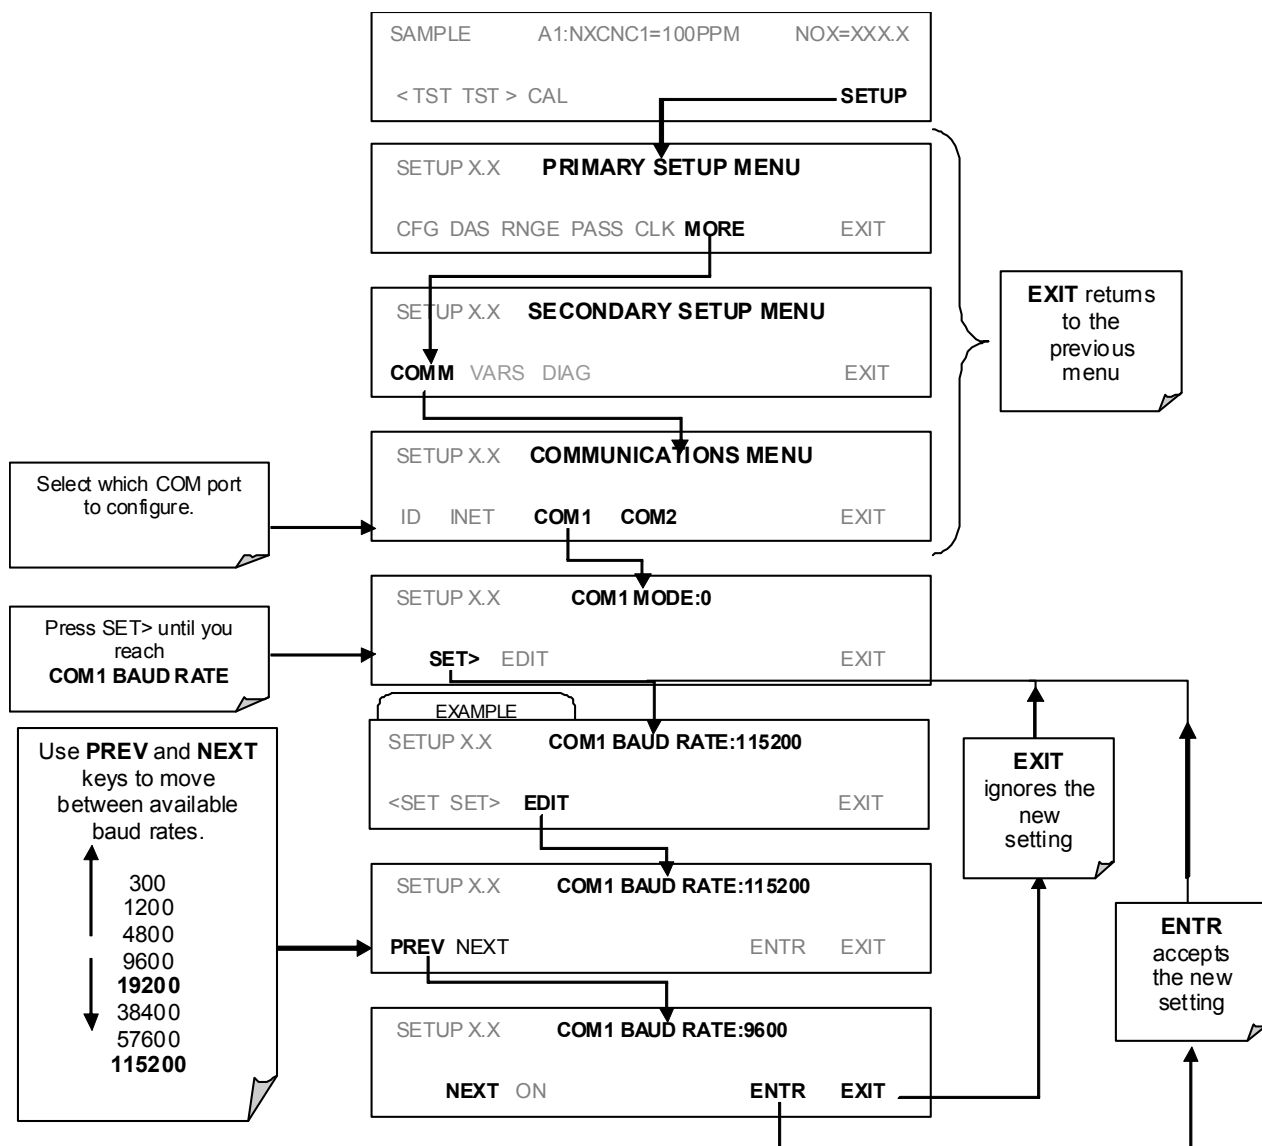 SAMPLE A1:NXCNC1=100PPM NOX=XXX.X
< TST TST > CAL SETUP
SETUP X.X PRIMARY SETUP MENU
CFG DAS RNGE PASS CLK MORE EXIT
SETUP X.X SECONDARY SETUP MENU
COMM VARS DIAG EXIT
EXIT returns
to the
previous
menu
SETUP X.X COMMUNICATIONS MENU
ID INET COM1 COM2 EXIT
Select which COM port
to configure.
SETUP X.X COM1 MODE:0
SET> EDIT EXIT
Press SET> until you
reach
COM1 BAUD RATE
EXAMPLE
SETUP X.X COM1 BAUD RATE:115200
<SET SET> EDIT EXIT
Use PREV and NEXT
keys to move
between available
baud rates.
300
1200
4800
9600
19200
38400
57600
115200
EXIT
ignores the
new
setting
SETUP X.X COM1 BAUD RATE:115200
PREV NEXT ENTR EXIT
ENTR
accepts
the new
setting
SETUP X.X COM1 BAUD RATE:9600
NEXT ON ENTR EXIT